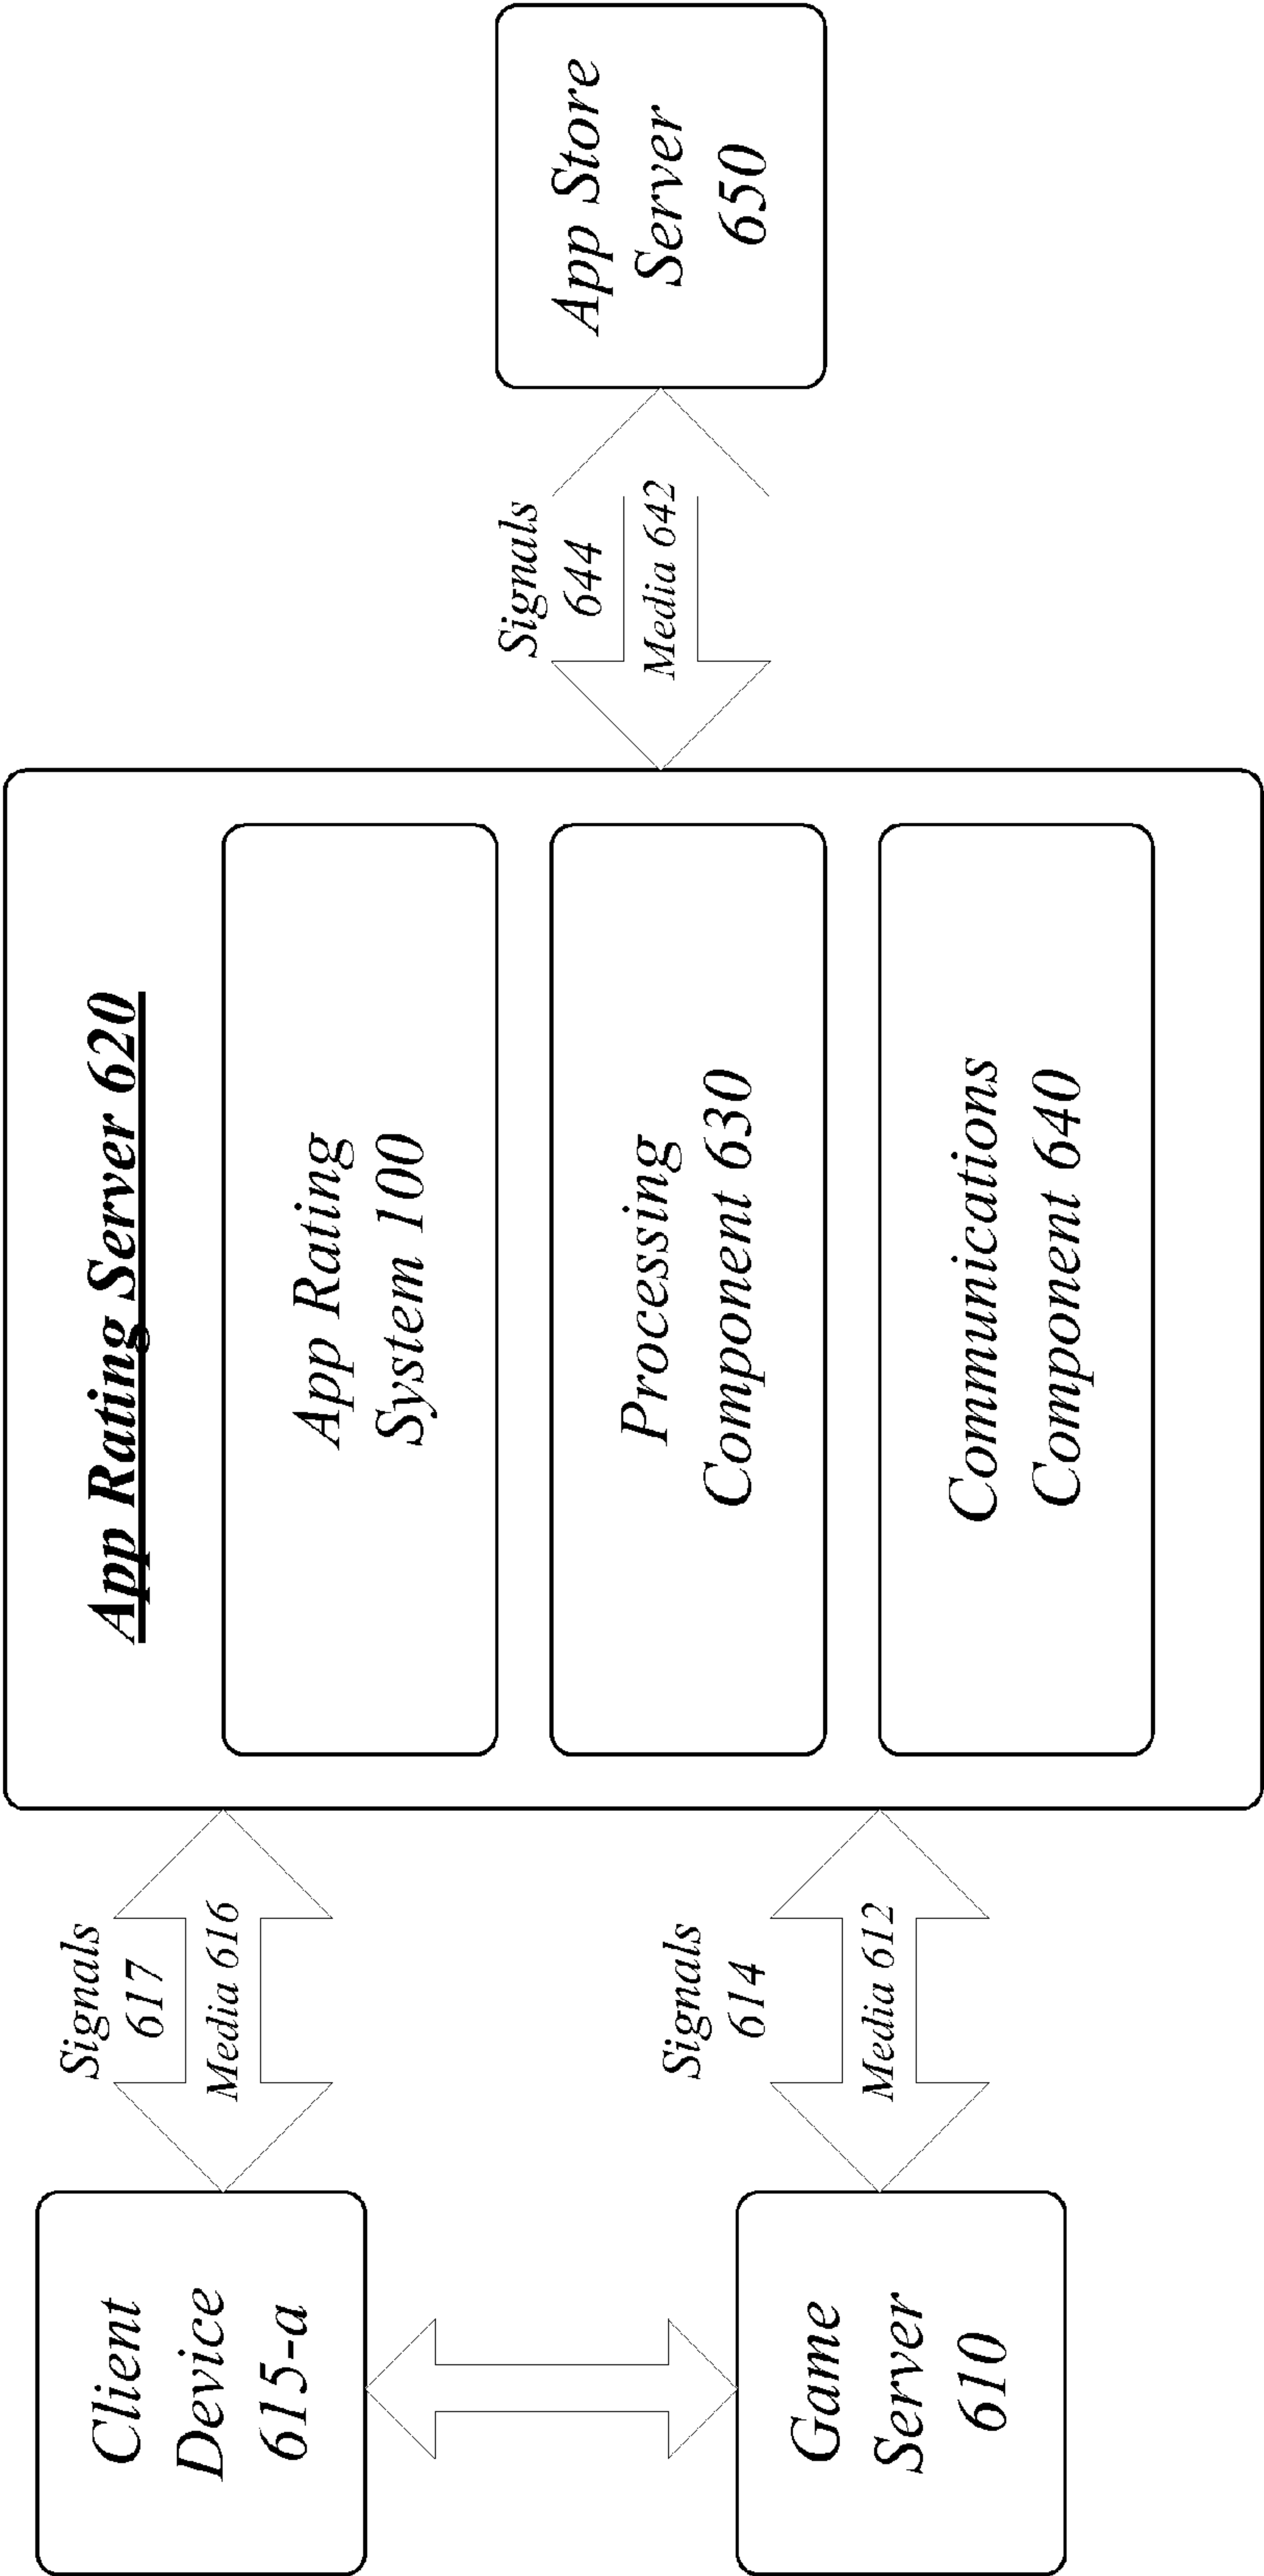 Client
Device
615-a
Signals
617
Media 616
Game
Server
610
Signals
614
Media 612
App Rating Server 620
App Rating
System 100
Processing
Component 630
Communications
Component 640
Signals
644
Media 642
App Store
Server
650